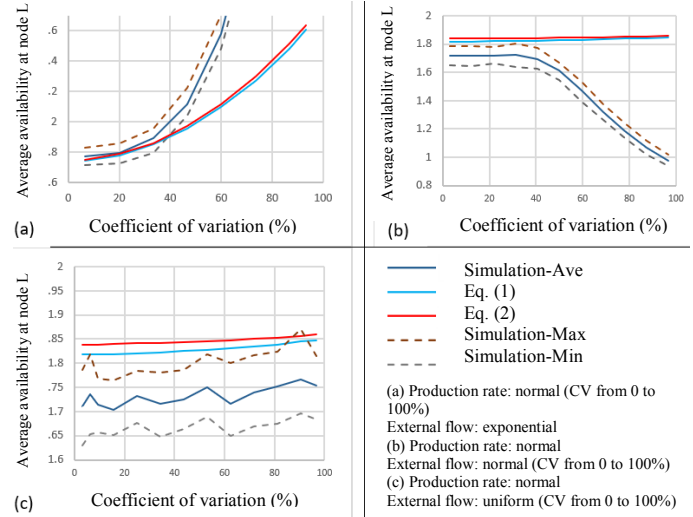 Average availability at node L
.6
.4
.2
2
.8
.6
0
20
40
60
80
100
(a)
Coefficient of variation (%)
Average availability at node L
2
1.8
1.6
1.4
1.2
1
0.8
0
20
40
60
80
100
(b)
Coefficient of variation (%)
Average availability at node L
2
.95
.9
.85
1.8
.75
1.7
.65
1.6
0
20
40
60
80
100
(c)
Coefficient of variation (%)
Simulation-Ave
Eq. (1)
Eq. (2)
Simulation-Max
Simulation-Min
(a) Production rate: normal (CV from 0 to
100%)
External flow: exponential
(b) Production rate: normal
External flow: normal (CV from 0 to 100%)
(c) Production rate: normal
External flow: uniform (CV from 0 to 100%)